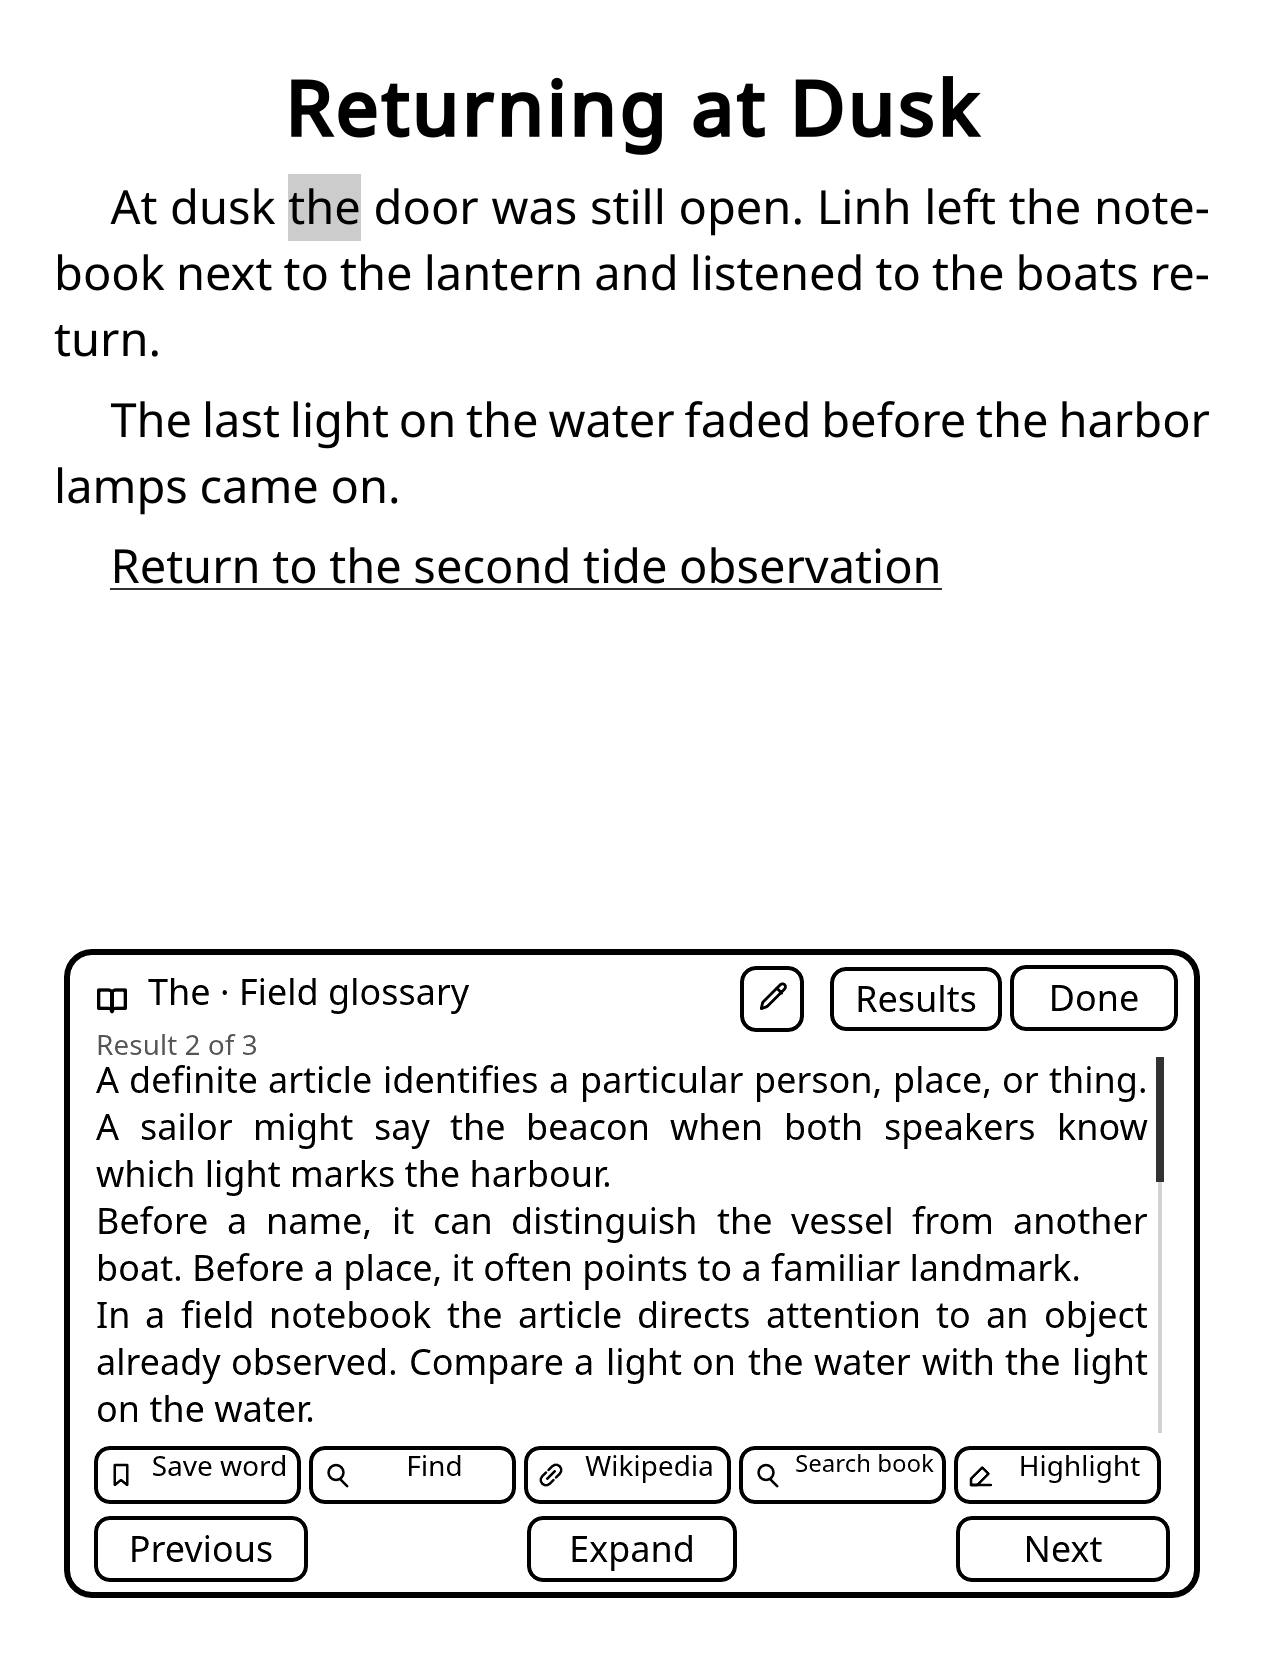 Returning at Dusk
At dusk the door was still open. Linh left the note-
book next to the lantern and listened to the boats re-
turn.
The last light on the water faded before the harbor
lamps came on.
Return to the second tide observation
The · Field glossary
Results
Done
Result 2 of 3
A definite article identifies a particular person, place, or thing.
A sailor might say the beacon when both speakers know
which light marks the harbour.
Before a name, it can distinguish the vessel from another
boat. Before a place, it often points to a familiar landmark.
In a field notebook the article directs attention to an object
already observed. Compare a light on the water with the light
on the water.
Save word
Find
Wikipedia
Search book
Highlight
Previous
Expand
Next